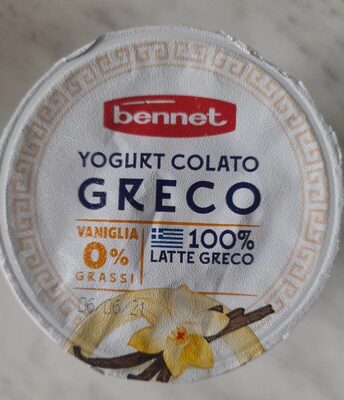 bennet
YOGURT COLATO
GRECO
VANIGLIA
0%
GRASSI
100%
LATTE GRECO